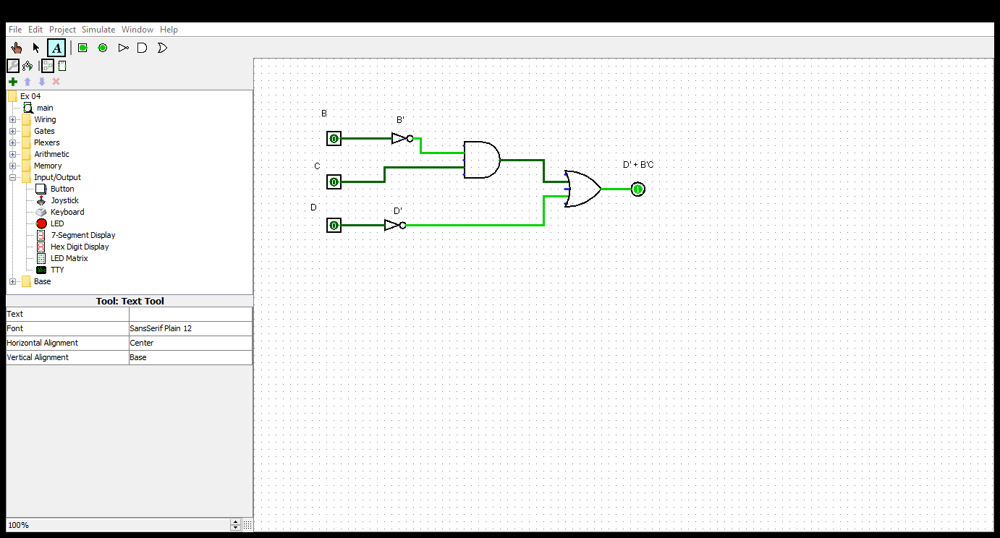 File Edit Project Simulate Window Help
A
Ex 04
main
Wiring
Gates
Plexers
Arithmetic
Memory
Input/Output
Button
Joystick
Keyboard
LED
7-Segment Display
Hex Digit Display
LED Matrix
TTY
Base
Tool: Text Tool
Text
Font SansSerif Plain 12
Horizontal Alignment Center
Vertical Alignment Base
100%
B
B'
0
C
0
D
D'
0
D' + B'C
1